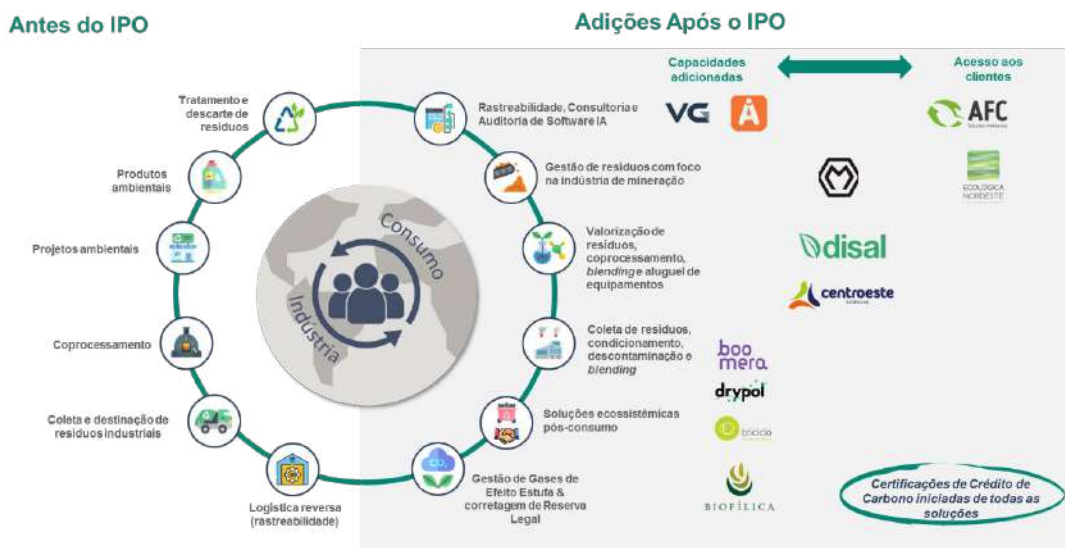 Antes do IPO
Adições Após o IPO
Capacidades
adicionadas
Acesso aos
clientes
Tratamento e
descarte de
resíduos
Produtos
ambientais
Projetos ambientais
Coprocessamento
Coleta e destinação de
resíduos industriais
Logística reversa
(rastreabilidade)
Consumo
Indústria
Rastreabilidade, Consultoria e
Auditoria de Software IA
Gestão de resíduos com foco
na indústria de mineração
Valorização de
resíduos,
coprocessamento,
blending e aluguel de
equipamentos
Coleta de resíduos,
condicionamento,
descontaminação e
blending
Soluções ecossistêmicas
pós-consumo
Gestão de Gases de
Efeito Estufa &
corretagem de Reserva
Legal
VG
AFC
ECOLOGICA
NORDESTE
disal
centroeste
boo
mera
drypol
triciclo
BIOFÍLICA
Certificações de Crédito de
Carbono iniciadas de todas as
soluções